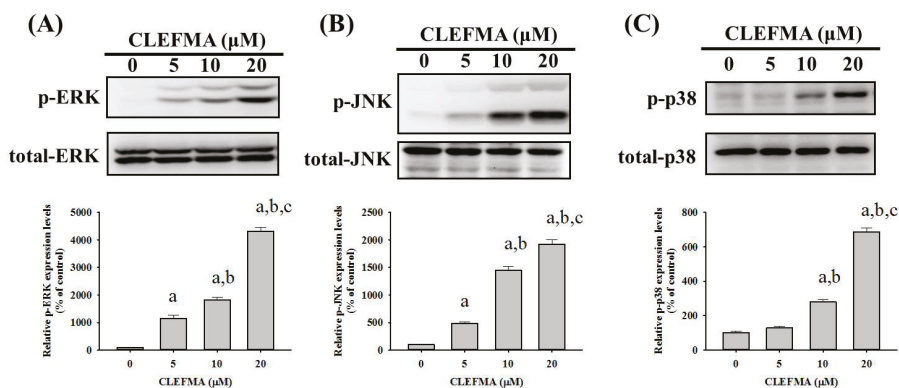 (A)
CLEFMA (μM)
0 5 10 20
p-ERK
total-ERK
Relative p-ERK expression levels
(% of control)
5000
4000
3000
2000
1000
0
a
a,b
a,b,c
0 5 10 20
CLEFMA (μM)
(B)
CLEFMA (μM)
0 5 10 20
p-JNK
total-JNK
Relative p-JNK expression levels
(% of control)
2500
2000
1500
1000
500
0
a
a,b
a,b,c
0 5 10 20
CLEFMA (μM)
(C)
CLEFMA (μM)
0 5 10 20
p-p38
total-p38
Relative p-p38 expression levels
(% of control)
800
600
400
200
0
a,b
a,b,c
0 5 10 20
CLEFMA (μM)